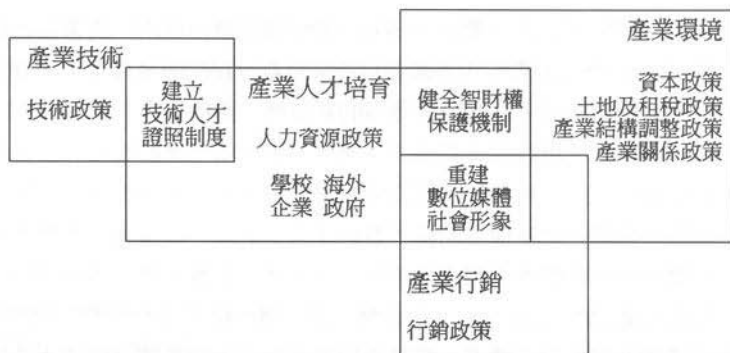 產業技術
技術政策
建立
技術人才
證照制度
產業人才培育
人力資源政策
學校 海外
企業 政府
健全智財權
保護機制
重建
數位媒體
社會形象
產業環境
資本政策
土地及租稅政策
產業結構調整政策
產業關係政策
產業行銷
行銷政策